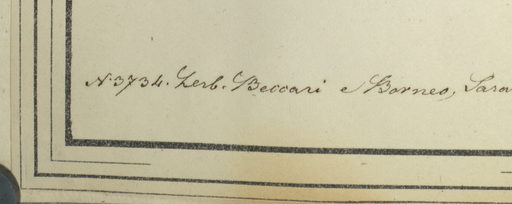 N. 3734. Herb. Beccari e Borneo, Sara